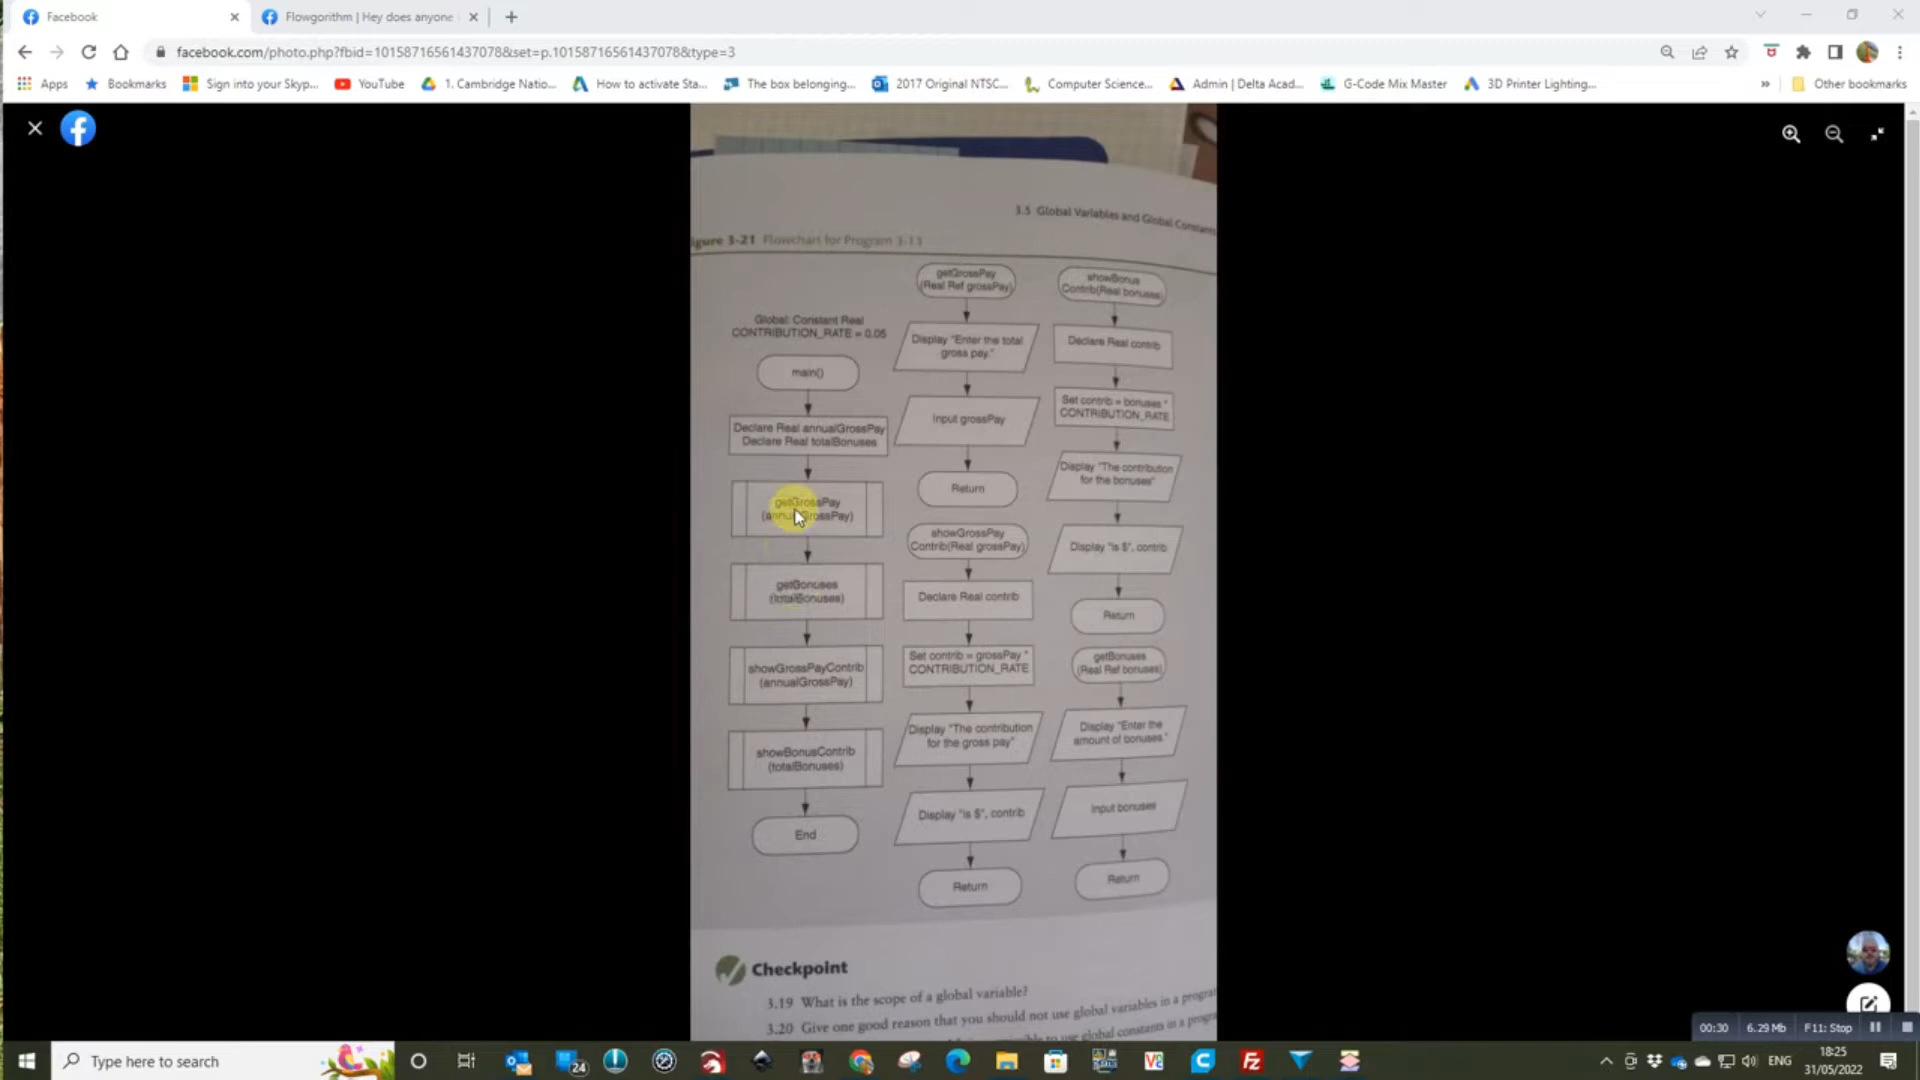 Facebook
Flowgorithm | Hey does anyone
facebook.com/photo.php?fbid=10158716561437078&set=p.10158716561437078&type=3
Apps
Bookmarks
Sign into your Skyp...
YouTube
1. Cambridge Natio...
How to activate Sta...
The box belonging...
2017 Original NTSC...
Computer Science...
Admin | Delta Acad...
G-Code Mix Master
3D Printer Lighting...
»
Other bookmarks
3.5 Global Variables and Global Constants
igure 3-21 Flowchart for Program 3-11
Global: Constant Real
CONTRIBUTION_RATE = 0.05
main()
Declare Real annualGrossPay
Declare Real totalBonuses
getGrossPay
(annualGrossPay)
getBonuses
(totalBonuses)
showGrossPayContrib
(annualGrossPay)
showBonusContrib
(totalBonuses)
End
getGrossPay
(Real Ref grossPay)
Display "Enter the total
gross pay."
Input grossPay
Return
showGrossPay
Contrib(Real grossPay)
Declare Real contrib
Set contrib = grossPay *
CONTRIBUTION_RATE
Display "The contribution
for the gross pay"
Display "is $", contrib
Return
showBonus
Contrib(Real bonuses)
Declare Real contrib
Set contrib = bonuses *
CONTRIBUTION_RATE
Display "The contribution
for the bonuses"
Display "is $", contrib
Return
getBonuses
(Real Ref bonuses)
Display "Enter the
amount of bonuses."
Input bonuses
Return
Checkpoint
3.19 What is the scope of a global variable?
3.20 Give one good reason that you should not use global variables in a progra
to use global constants in a progra
00:30
6.29 Mb
F11: Stop
Type here to search
24
ENG
18:25
31/05/2022